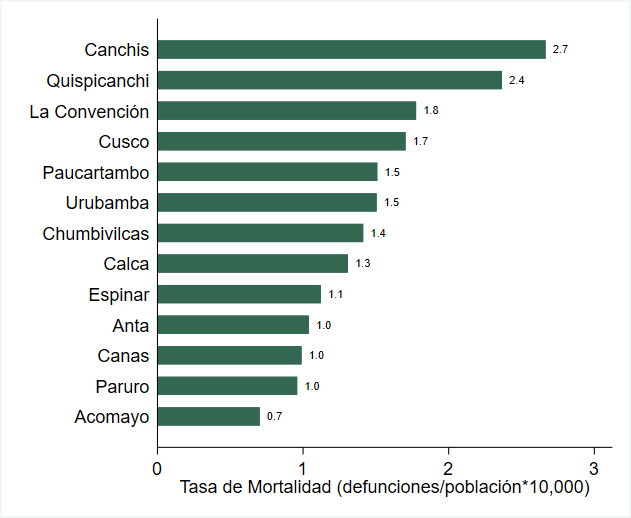 Canchis 2.7
Quispicanchi 2.4
La Convención 1.8
Cusco 1.7
Paucartambo 1.5
Urubamba 1.5
Chumbivilcas 1.4
Calca 1.3
Espinar 1.1
Anta 1.0
Canas 1.0
Paruro 1.0
Acomayo 0.7
0 1 2 3
Tasa de Mortalidad (defunciones/población*10,000)